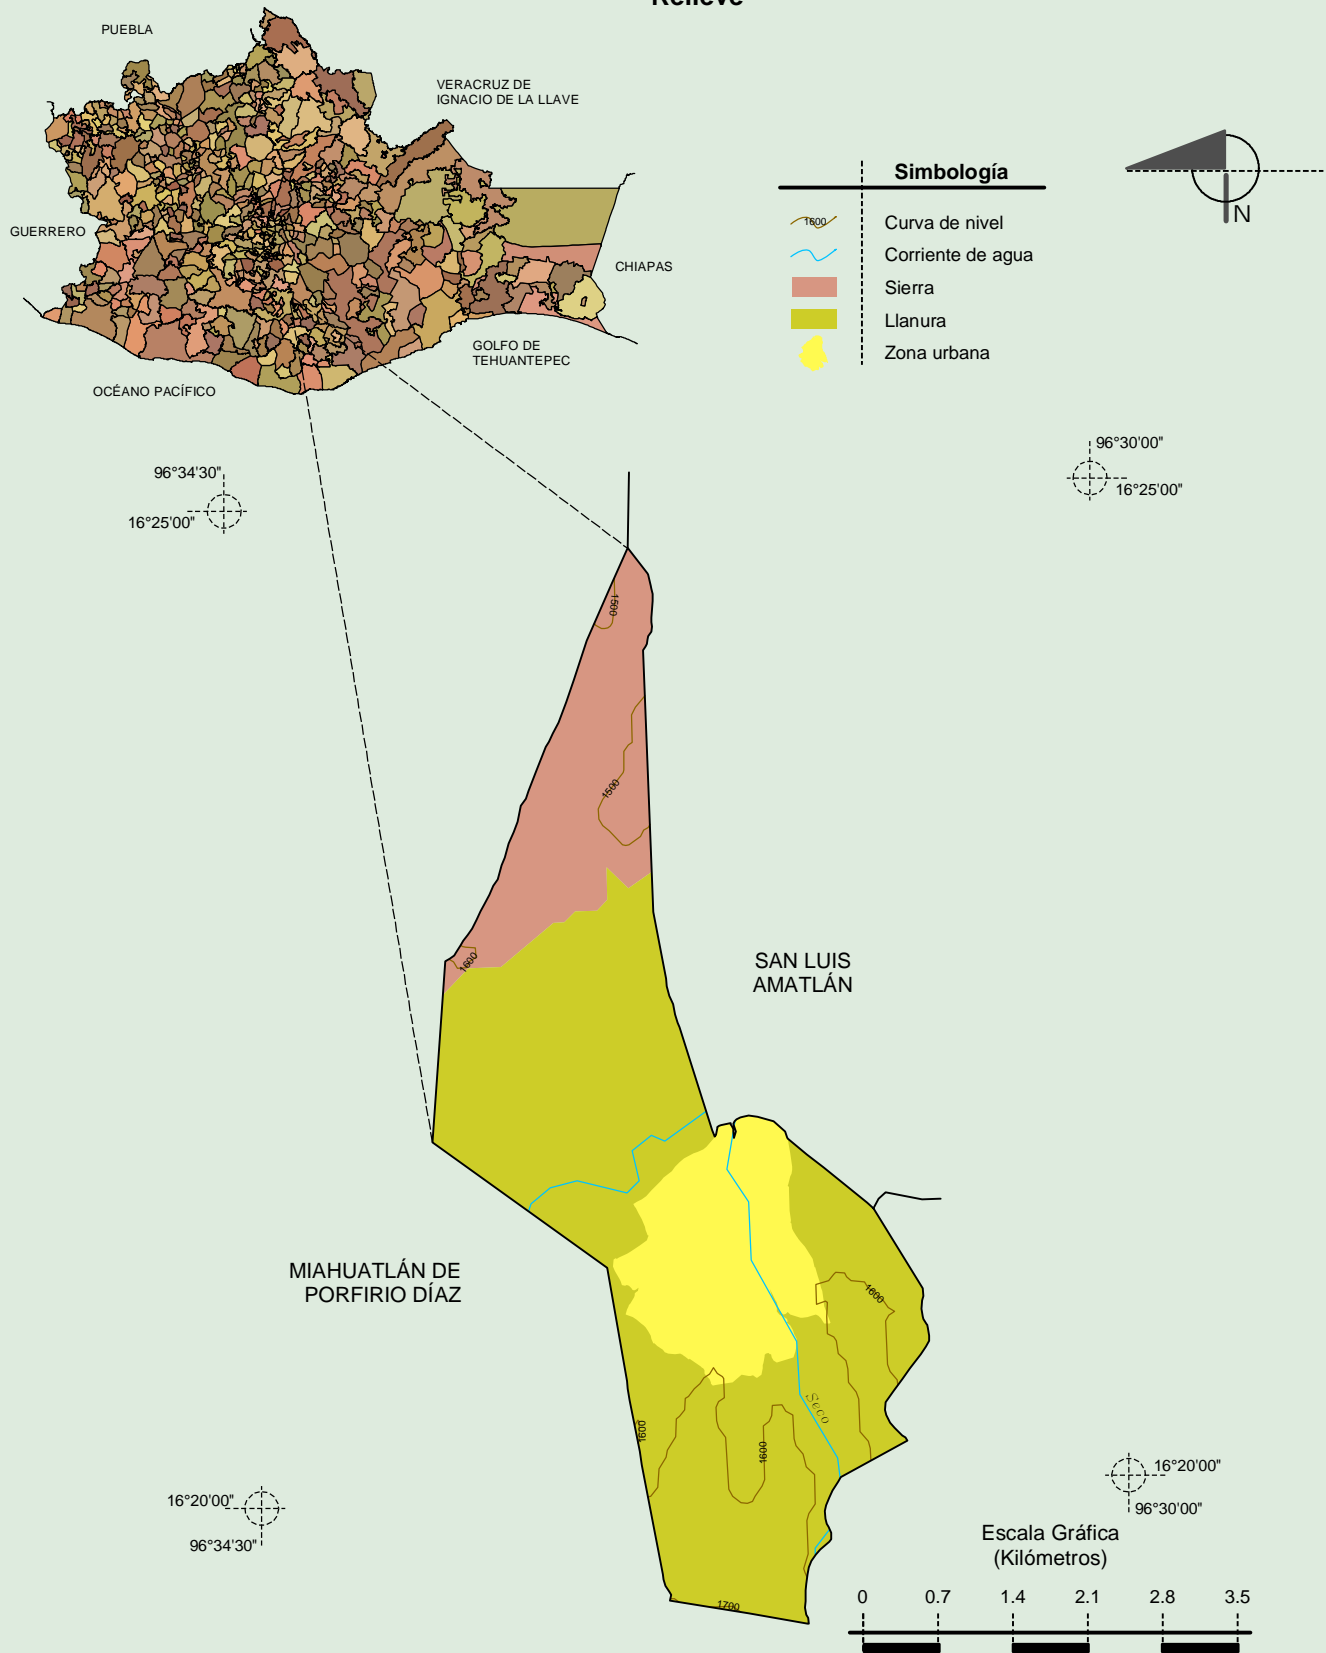 Relieve
PUEBLA
VERACRUZ DE
IGNACIO DE LA LLAVE
GUERRERO
CHIAPAS
GOLFO DE
TEHUANTEPEC
OCÉANO PACÍFICO
Simbología
1600
Curva de nivel
Corriente de agua
Sierra
Llanura
Zona urbana
N
96°34'30"
16°25'00"
96°30'00"
16°25'00"
1500
1500
1600
SAN LUIS
AMATLÁN
MIAHUATLÁN DE
PORFIRIO DÍAZ
1600
Seco
1600
1600
1700
16°20'00"
96°34'30"
16°20'00"
96°30'00"
Escala Gráfica
(Kilómetros)
0 0.7 1.4 2.1 2.8 3.5